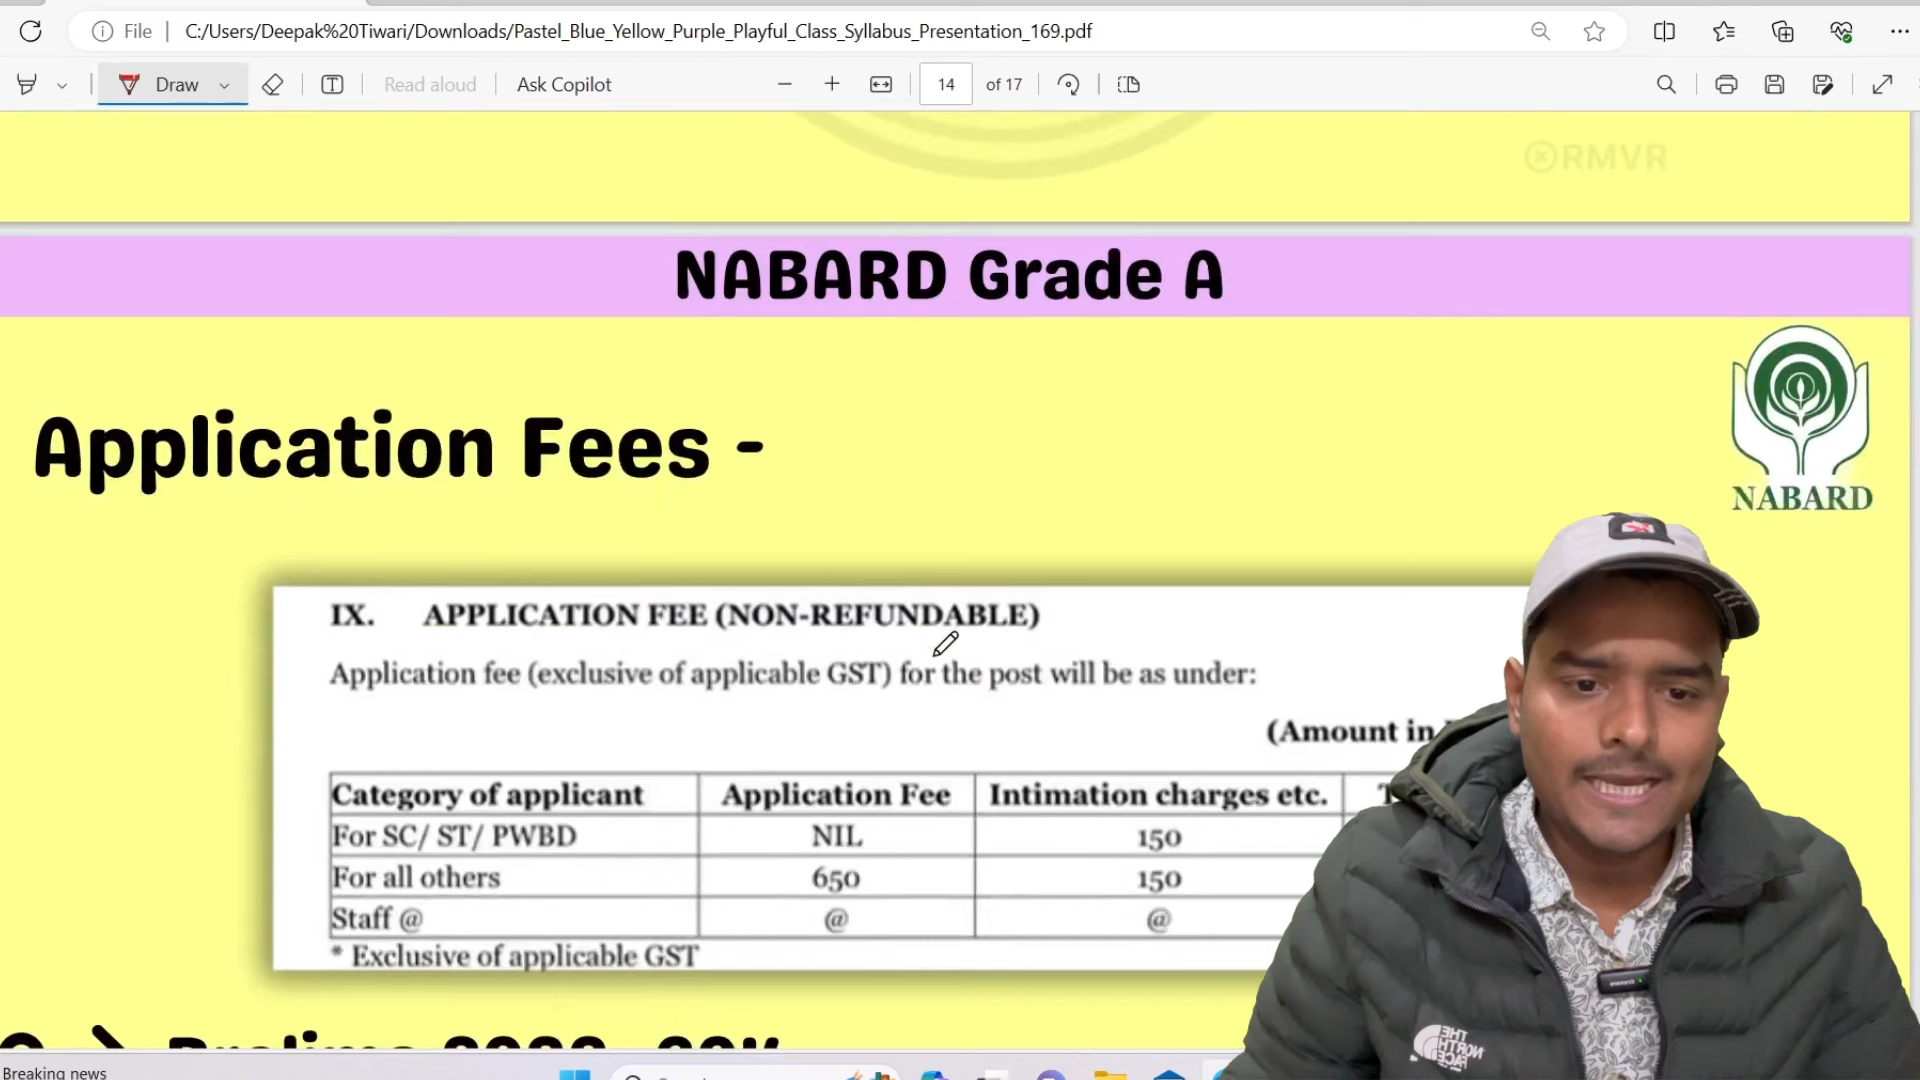 File C:/Users/Deepak%20Tiwari/Downloads/Pastel_Blue_Yellow_Purple_Playful_Class_Syllabus_Presentation_169.pdf
Draw Read aloud Ask Copilot 14 of 17
RMVR
NABARD Grade A
NABARD
Application Fees -
IX. APPLICATION FEE (NON-REFUNDABLE)
Application fee (exclusive of applicable GST) for the post will be as under:
(Amount in
Category of applicant Application Fee Intimation charges etc.
For SC/ ST/ PWBD NIL 150
For all others 650 150
Staff @ @ @
* Exclusive of applicable GST
THE NORTH FACE
Breaking news